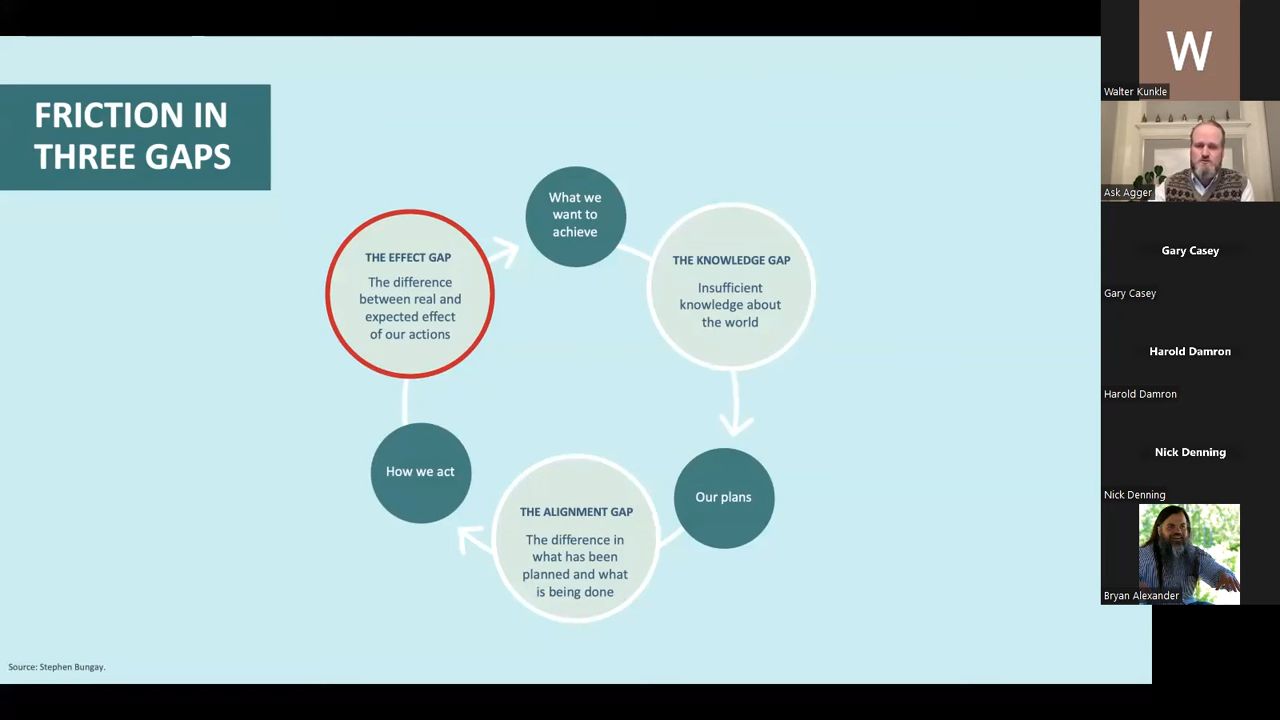 FRICTION IN
THREE GAPS
What we
want to
achieve
THE KNOWLEDGE GAP
Insufficient
knowledge about
the world
Our plans
THE ALIGNMENT GAP
The difference in
what has been
planned and what
is being done
How we act
THE EFFECT GAP
The difference
between real and
expected effect
of our actions
Source: Stephen Bungay.
W
Walter Kunkle
Ask Agger
Gary Casey
Gary Casey
Harold Damron
Harold Damron
Nick Denning
Nick Denning
Bryan Alexander